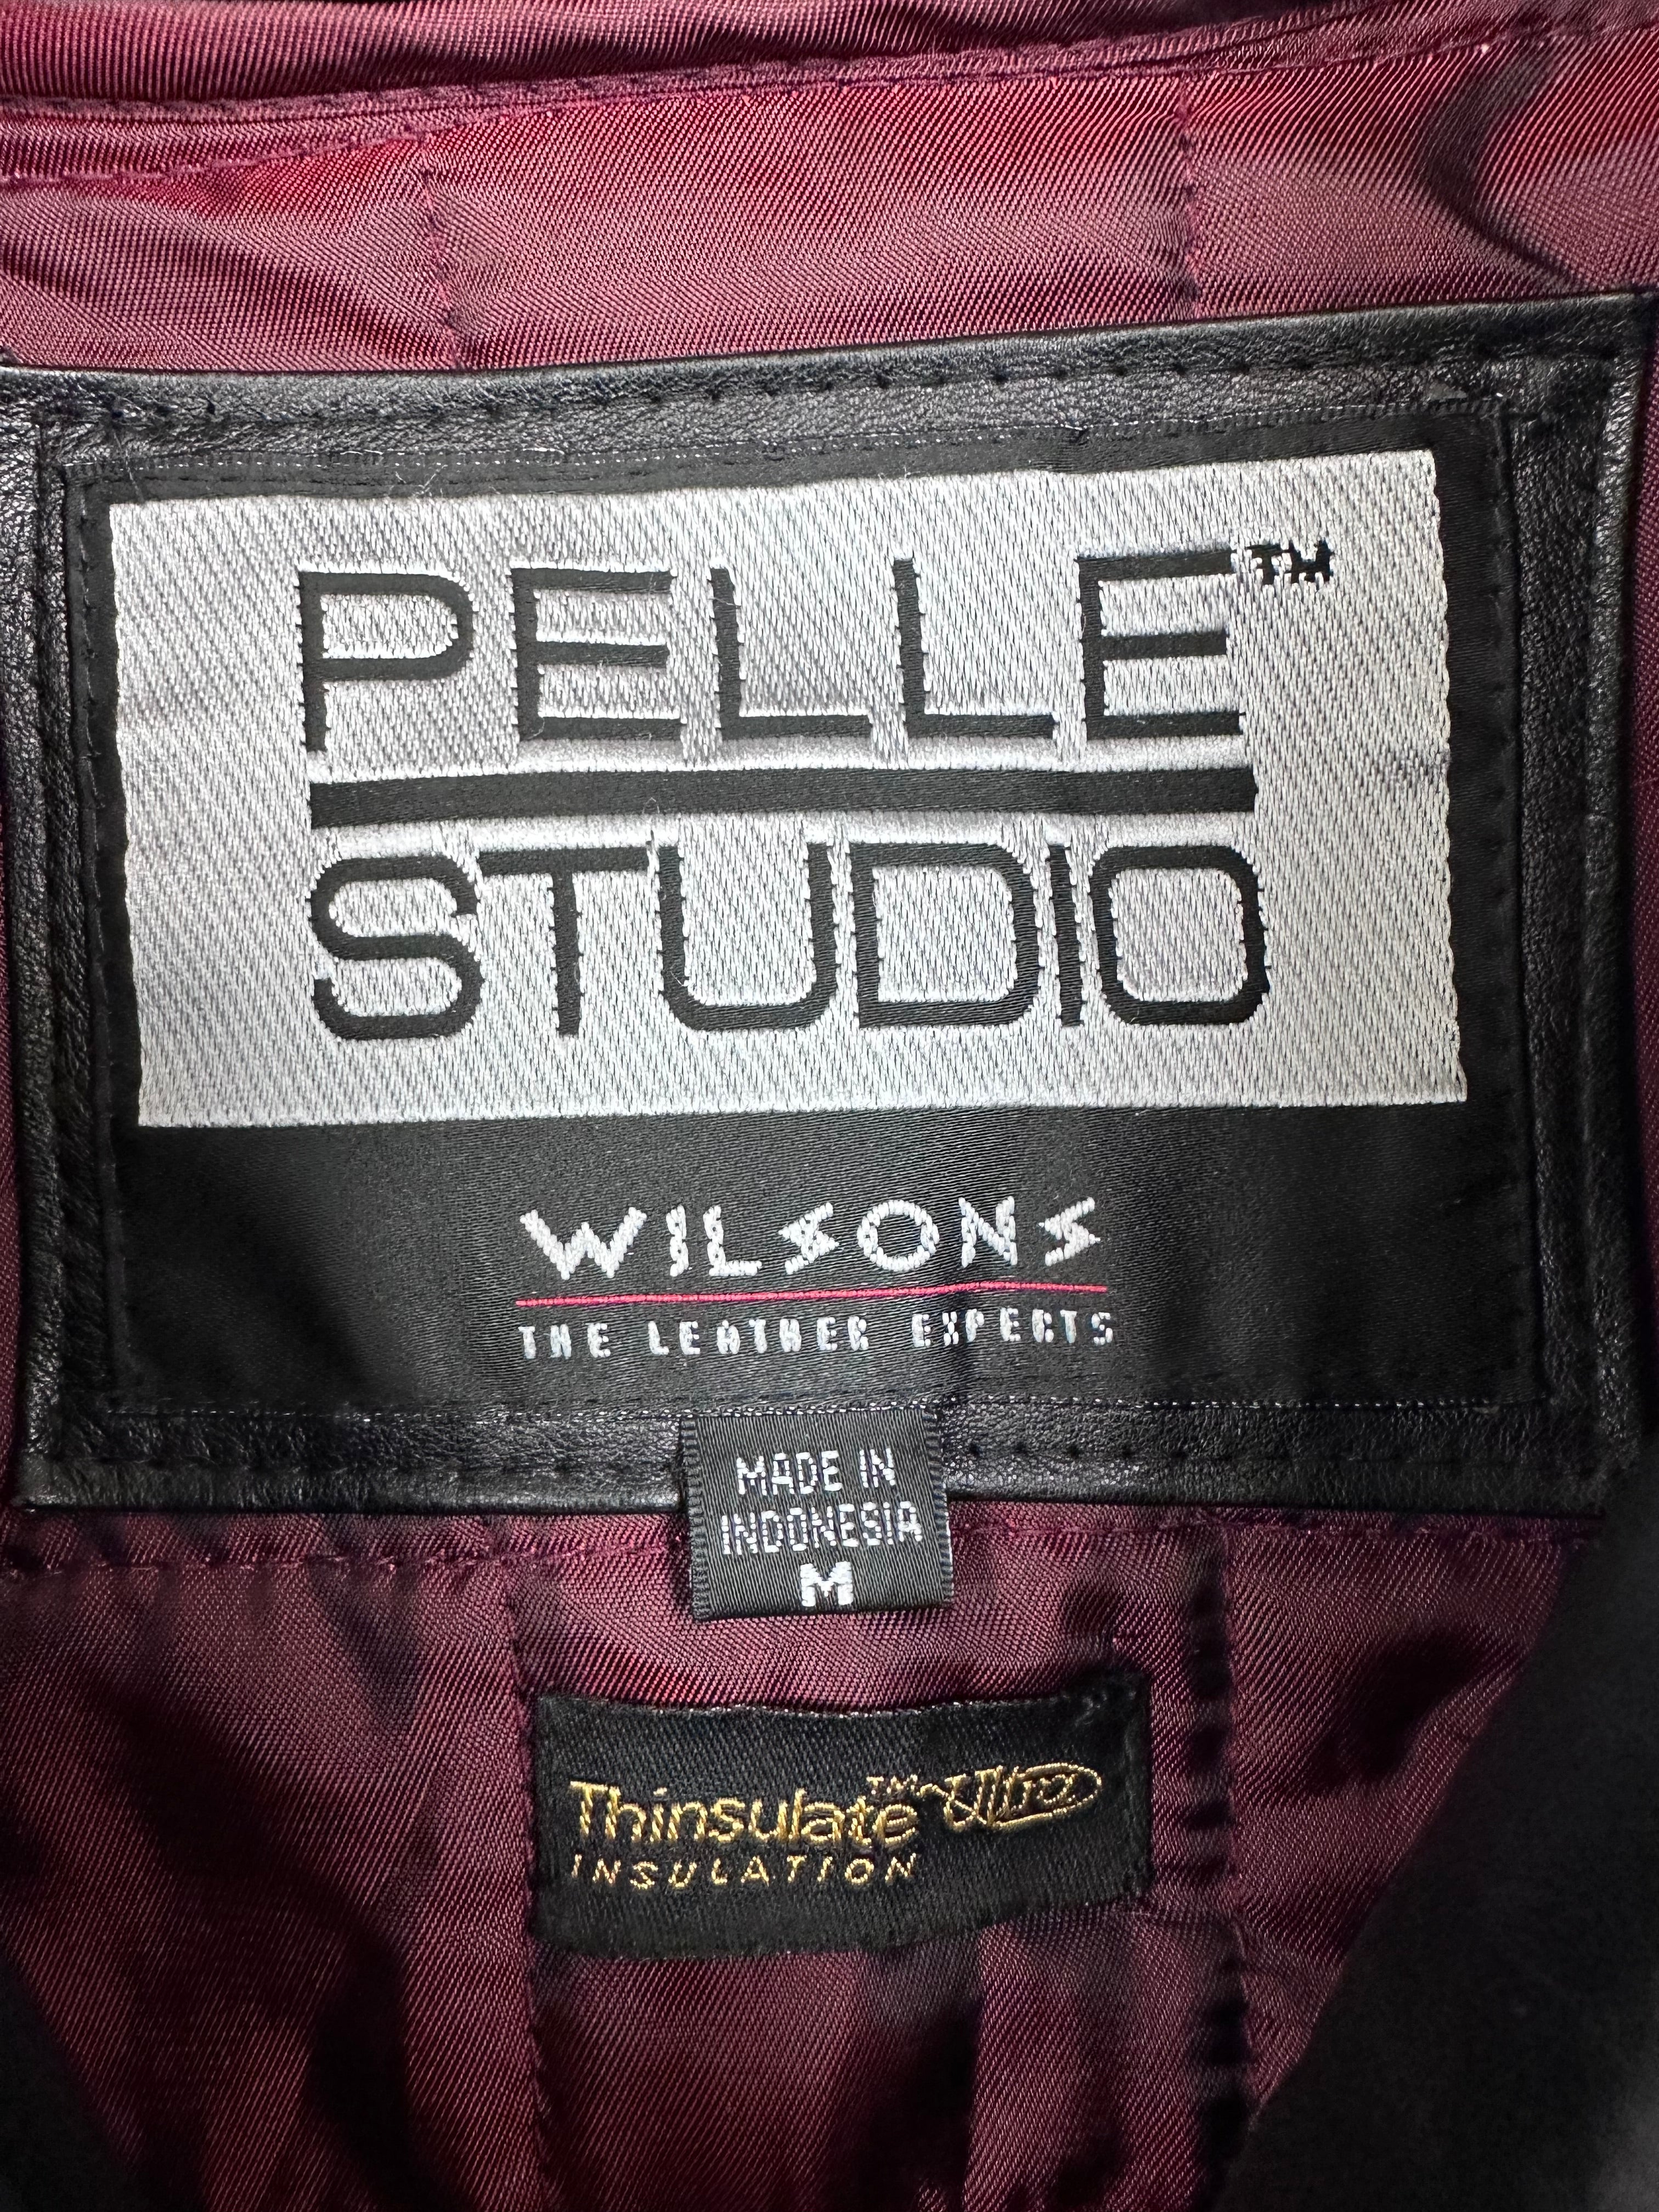 PELLE™
STUDIO
WILSONS
THE LEATHER EXPERTS
MADE IN
INDONESIA
M
Thinsulate™ Ultra
INSULATION